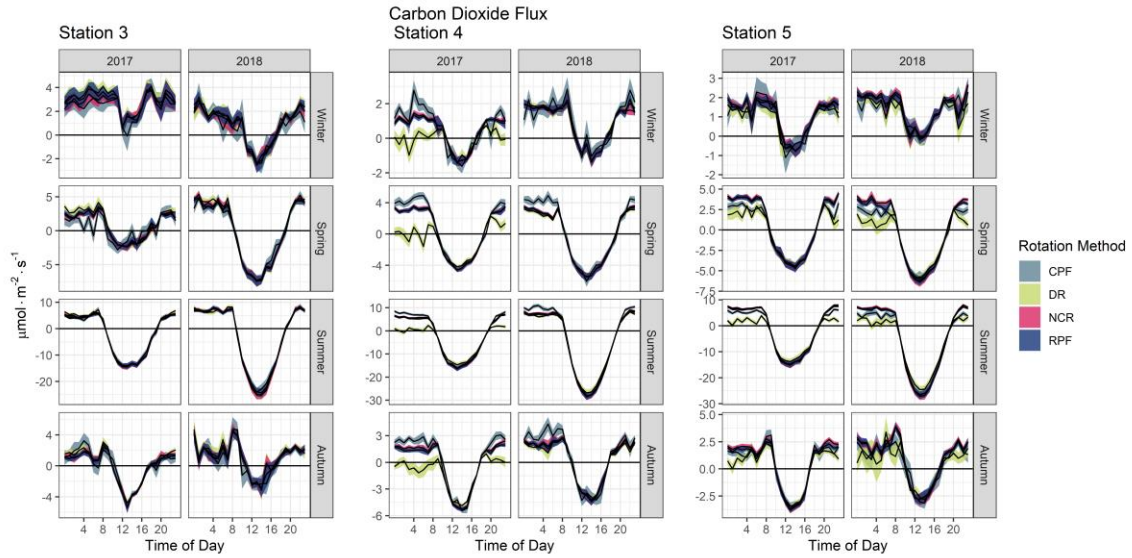 Carbon Dioxide Flux
Station 3
Station 4
Station 5
2017
2018
2017
2018
2017
2018
4
2
0
-2
Winter
2
0
-2
Winter
3
2
1
0
-1
-2
Winter
5
0
-5
Spring
4
0
-4
Spring
5.0
2.5
0.0
-2.5
-5.0
-7.5
Spring
10
0
-10
-20
Summer
10
0
-10
-20
-30
Summer
10
0
-10
-20
-30
Summer
4
0
-4
Autumn
3
0
-3
-6
Autumn
5.0
2.5
0.0
-2.5
Autumn
4 8 12 16 20
4 8 12 16 20
4 8 12 16 20
4 8 12 16 20
4 8 12 16 20
4 8 12 16 20
Time of Day
Time of Day
Time of Day
μmol · m⁻² · s⁻¹
Rotation Method
CPF
DR
NCR
RPF